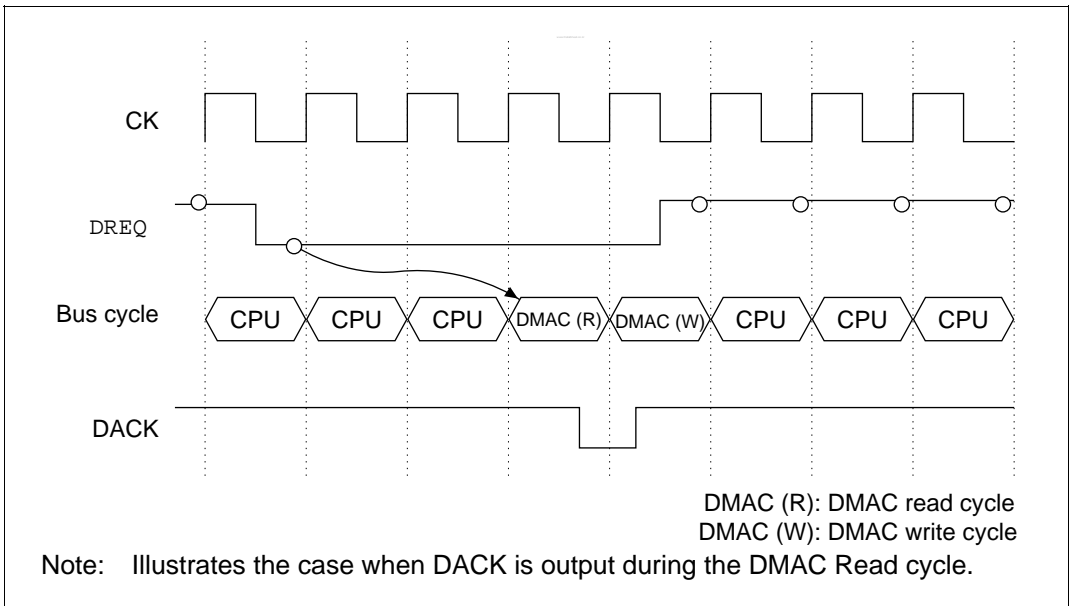 CK
DREQ
Bus cycle
CPU CPU CPU DMAC (R) DMAC (W) CPU CPU CPU
DACK
DMAC (R): DMAC read cycle
DMAC (W): DMAC write cycle
Note: Illustrates the case when DACK is output during the DMAC Read cycle.